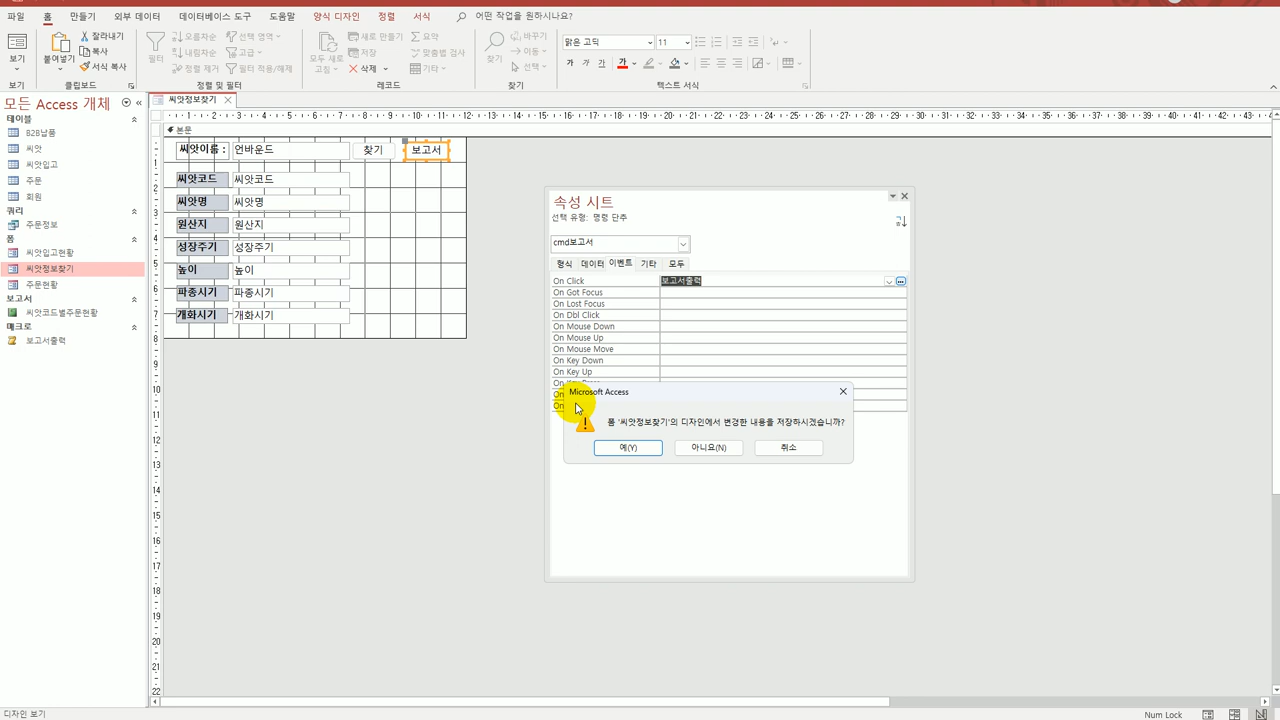 파일 홈 만들기 외부 데이터 데이터베이스 도구 도움말 양식 디자인 정렬 서식 어떤 작업을 원하시나요?
보기
붙여넣기
잘라내기
복사
서식 복사
필터
오름차순
내림차순
정렬 제거
선택 영역
고급
필터 적용/해제
모두 새로 고침
새로 만들기
저장
삭제
요약
맞춤법 검사
기타
찾기
바꾸기
이동
선택
맑은 고딕 11
가 가 가 가
보기 클립보드 정렬 및 필터 레코드 찾기 텍스트 서식
모든 Access 개체
테이블
B2B납품
씨앗
씨앗입고
주문
회원
쿼리
주문정보
폼
씨앗입고현황
씨앗정보찾기
주문현황
보고서
씨앗코드별주문현황
매크로
보고서출력
씨앗정보찾기
본문
씨앗이름 : 언바운드 찾기 보고서
씨앗코드 씨앗코드
씨앗명 씨앗명
원산지 원산지
성장주기 성장주기
높이 높이
파종시기 파종시기
개화시기 개화시기
속성 시트
선택 유형: 명령 단추
cmd보고서
형식 데이터 이벤트 기타 모두
On Click 보고서출력
On Got Focus
On Lost Focus
On Dbl Click
On Mouse Down
On Mouse Up
On Mouse Move
On Key Down
On Key Up
Microsoft Access
폼 '씨앗정보찾기'의 디자인에서 변경한 내용을 저장하시겠습니까?
예(Y) 아니요(N) 취소
디자인 보기 Num Lock